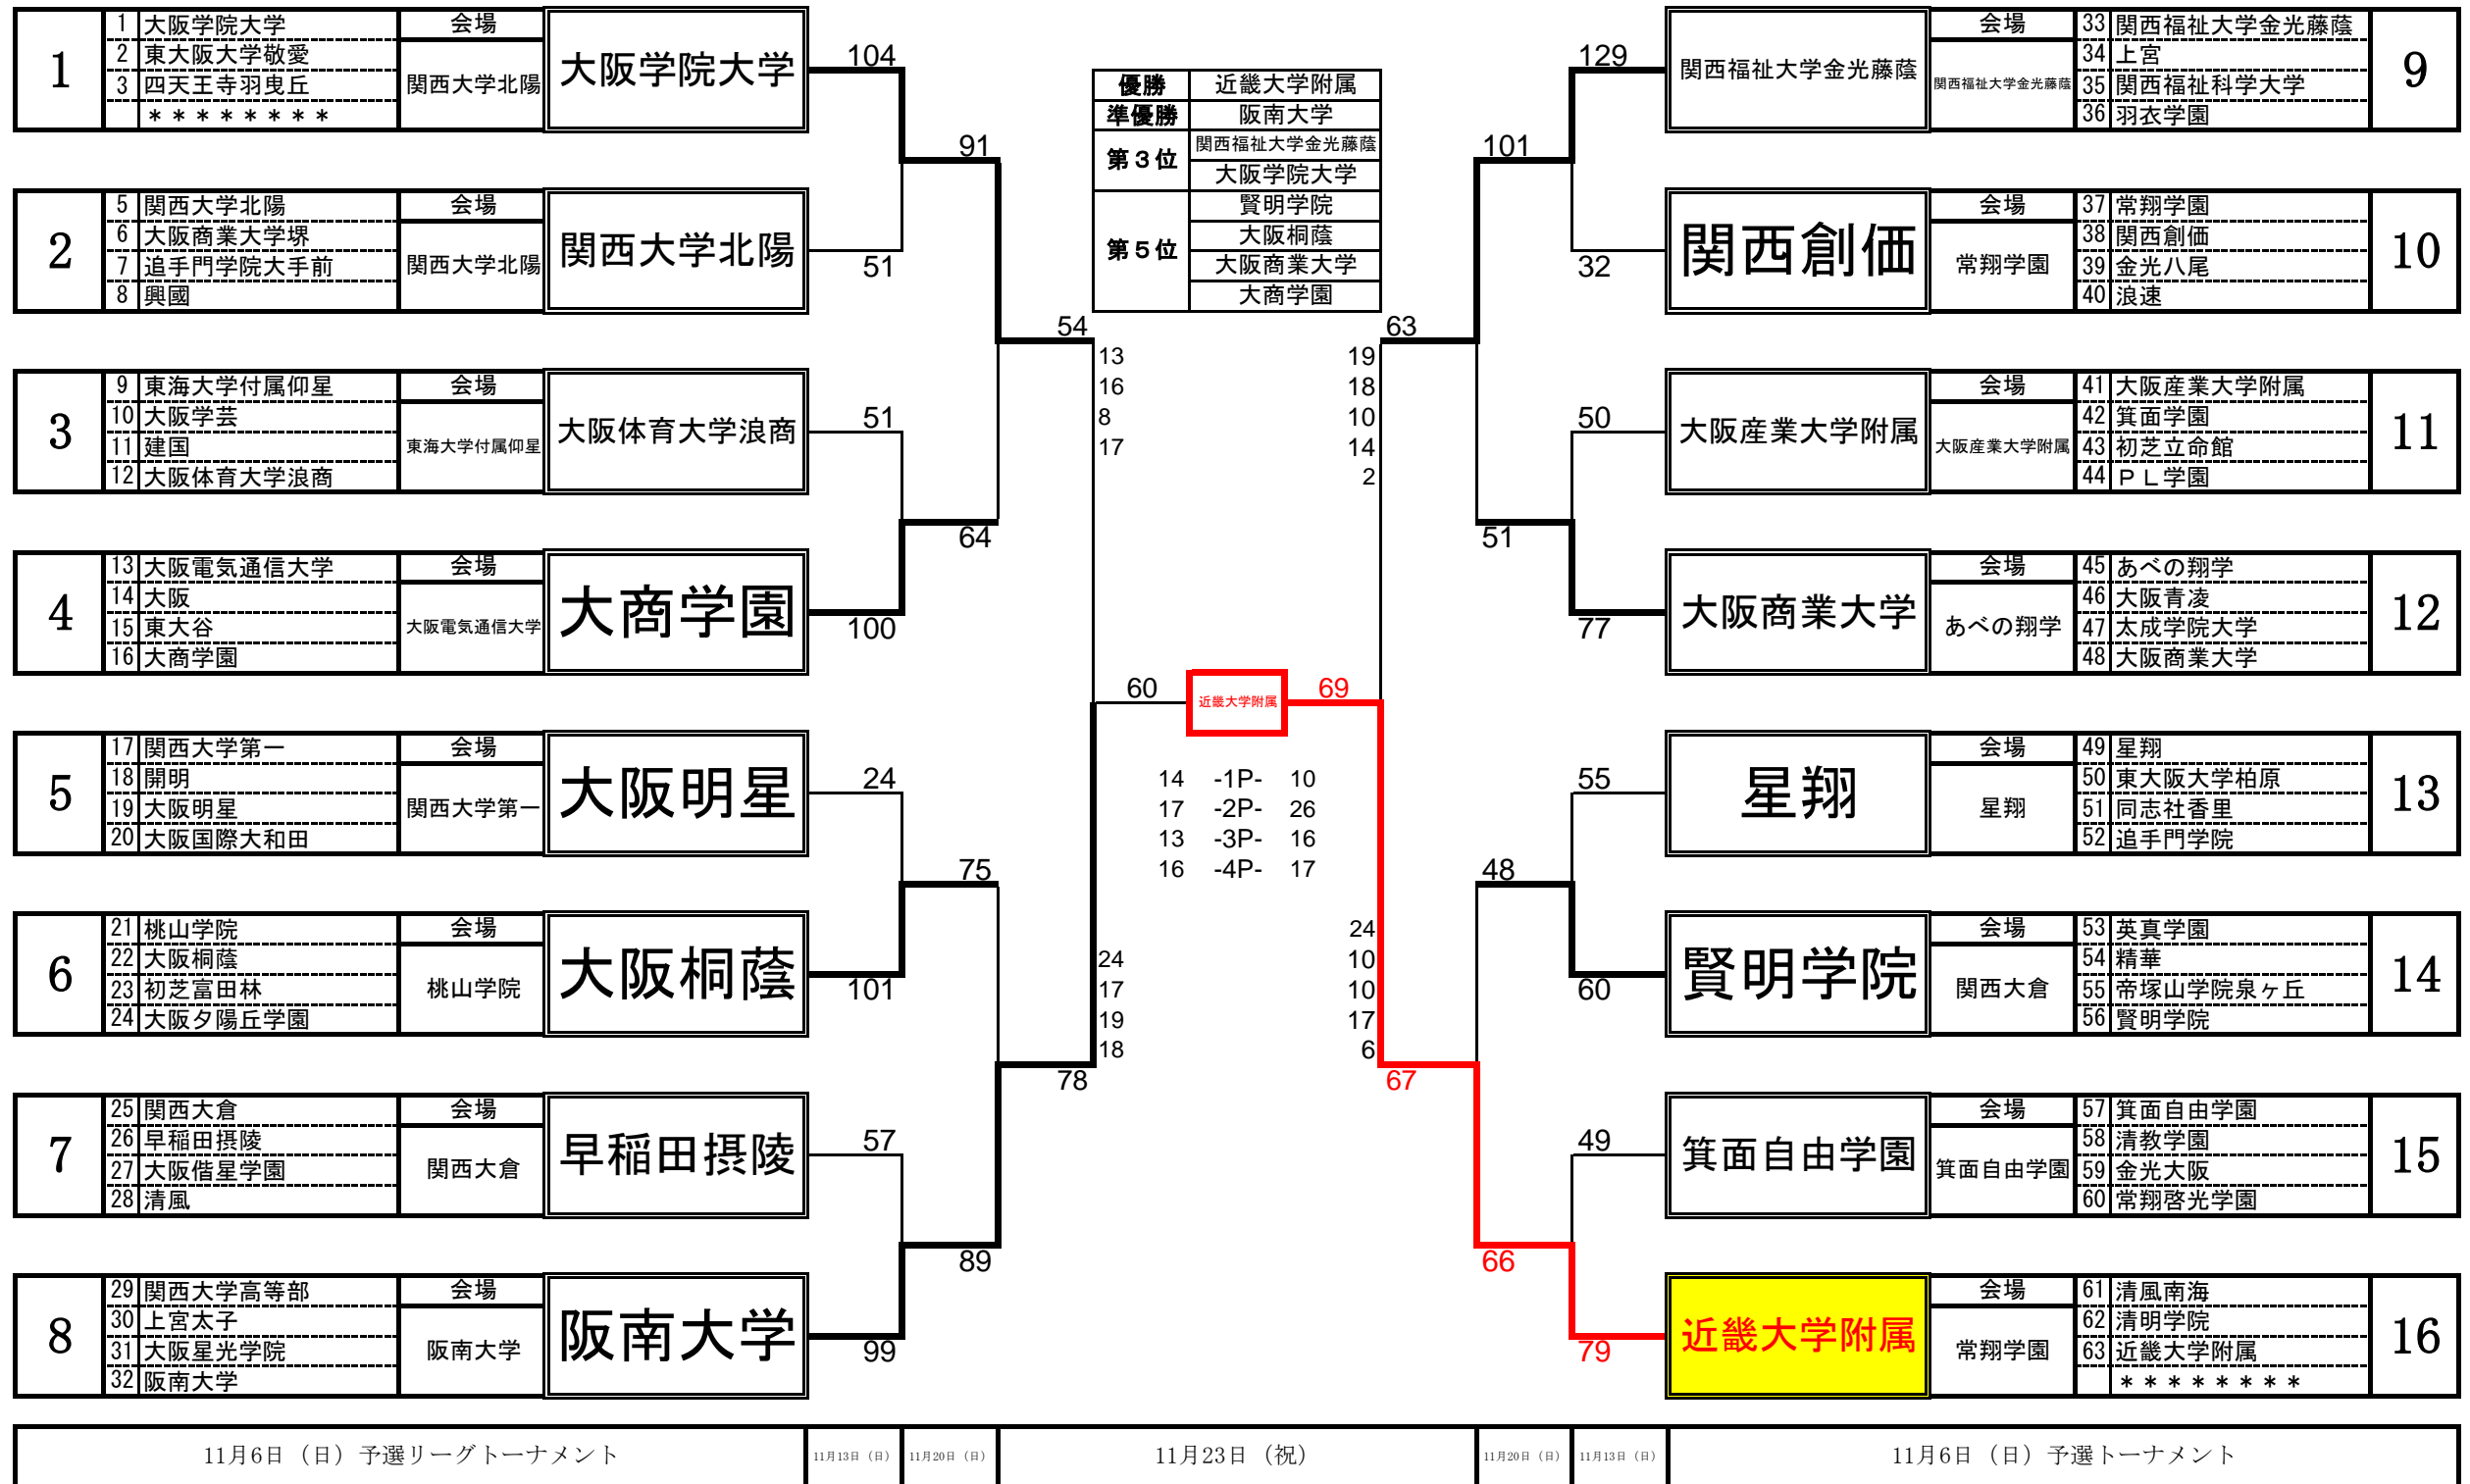 1
1 大阪学院大学
2 東大阪大学敬愛
3 四天王寺羽曳丘
＊＊＊＊＊＊＊＊
会場
関西大学北陽
大阪学院大学
104
2
5 関西大学北陽
6 大阪商業大学堺
7 追手門学院大手前
8 興國
会場
関西大学北陽
関西大学北陽
51
91
3
9 東海大学付属仰星
10 大阪学芸
11 建国
12 大阪体育大学浪商
会場
東海大学付属仰星
大阪体育大学浪商
51
4
13 大阪電気通信大学
14 大阪
15 東大谷
16 大商学園
会場
大阪電気通信大学
大商学園
100
64
54
13
16
8
17
5
17 関西大学第一
18 開明
19 大阪明星
20 大阪国際大和田
会場
関西大学第一
大阪明星
24
6
21 桃山学院
22 大阪桐蔭
23 初芝富田林
24 大阪夕陽丘学園
会場
桃山学院
大阪桐蔭
101
75
7
25 関西大倉
26 早稲田摂陵
27 大阪偕星学園
28 清風
会場
関西大倉
早稲田摂陵
57
8
29 関西大学高等部
30 上宮太子
31 大阪星光学院
32 阪南大学
会場
阪南大学
阪南大学
99
89
24
17
19
18
78
優勝 近畿大学附属
準優勝 阪南大学
第３位 関西福祉大学金光藤蔭
大阪学院大学
第５位 賢明学院
大阪桐蔭
大阪商業大学
大商学園
60 近畿大学附属 69
14 -1P- 10
17 -2P- 26
13 -3P- 16
16 -4P- 17
129
関西福祉大学金光藤蔭
会場
関西福祉大学金光藤蔭
33 関西福祉大学金光藤蔭
34 上宮
35 関西福祉科学大学
36 羽衣学園
9
101
32
関西創価
会場
常翔学園
37 常翔学園
38 関西創価
39 金光八尾
40 浪速
10
63
19
18
10
14
2
50
大阪産業大学附属
会場
大阪産業大学附属
41 大阪産業大学附属
42 箕面学園
43 初芝立命館
44 ＰＬ学園
11
51
77
大阪商業大学
会場
あべの翔学
45 あべの翔学
46 大阪青凌
47 太成学院大学
48 大阪商業大学
12
55
星翔
会場
星翔
49 星翔
50 東大阪大学柏原
51 同志社香里
52 追手門学院
13
48
60
賢明学院
会場
関西大倉
53 英真学園
54 精華
55 帝塚山学院泉ヶ丘
56 賢明学院
14
24
10
10
17
6
67
49
箕面自由学園
会場
箕面自由学園
57 箕面自由学園
58 清教学園
59 金光大阪
60 常翔啓光学園
15
66
79
近畿大学附属
会場
常翔学園
61 清風南海
62 清明学院
63 近畿大学附属
＊＊＊＊＊＊＊＊
16
11月6日（日）予選リーグトーナメント 11月13日（日） 11月20日（日） 11月23日（祝） 11月20日（日） 11月13日（日） 11月6日（日）予選トーナメント